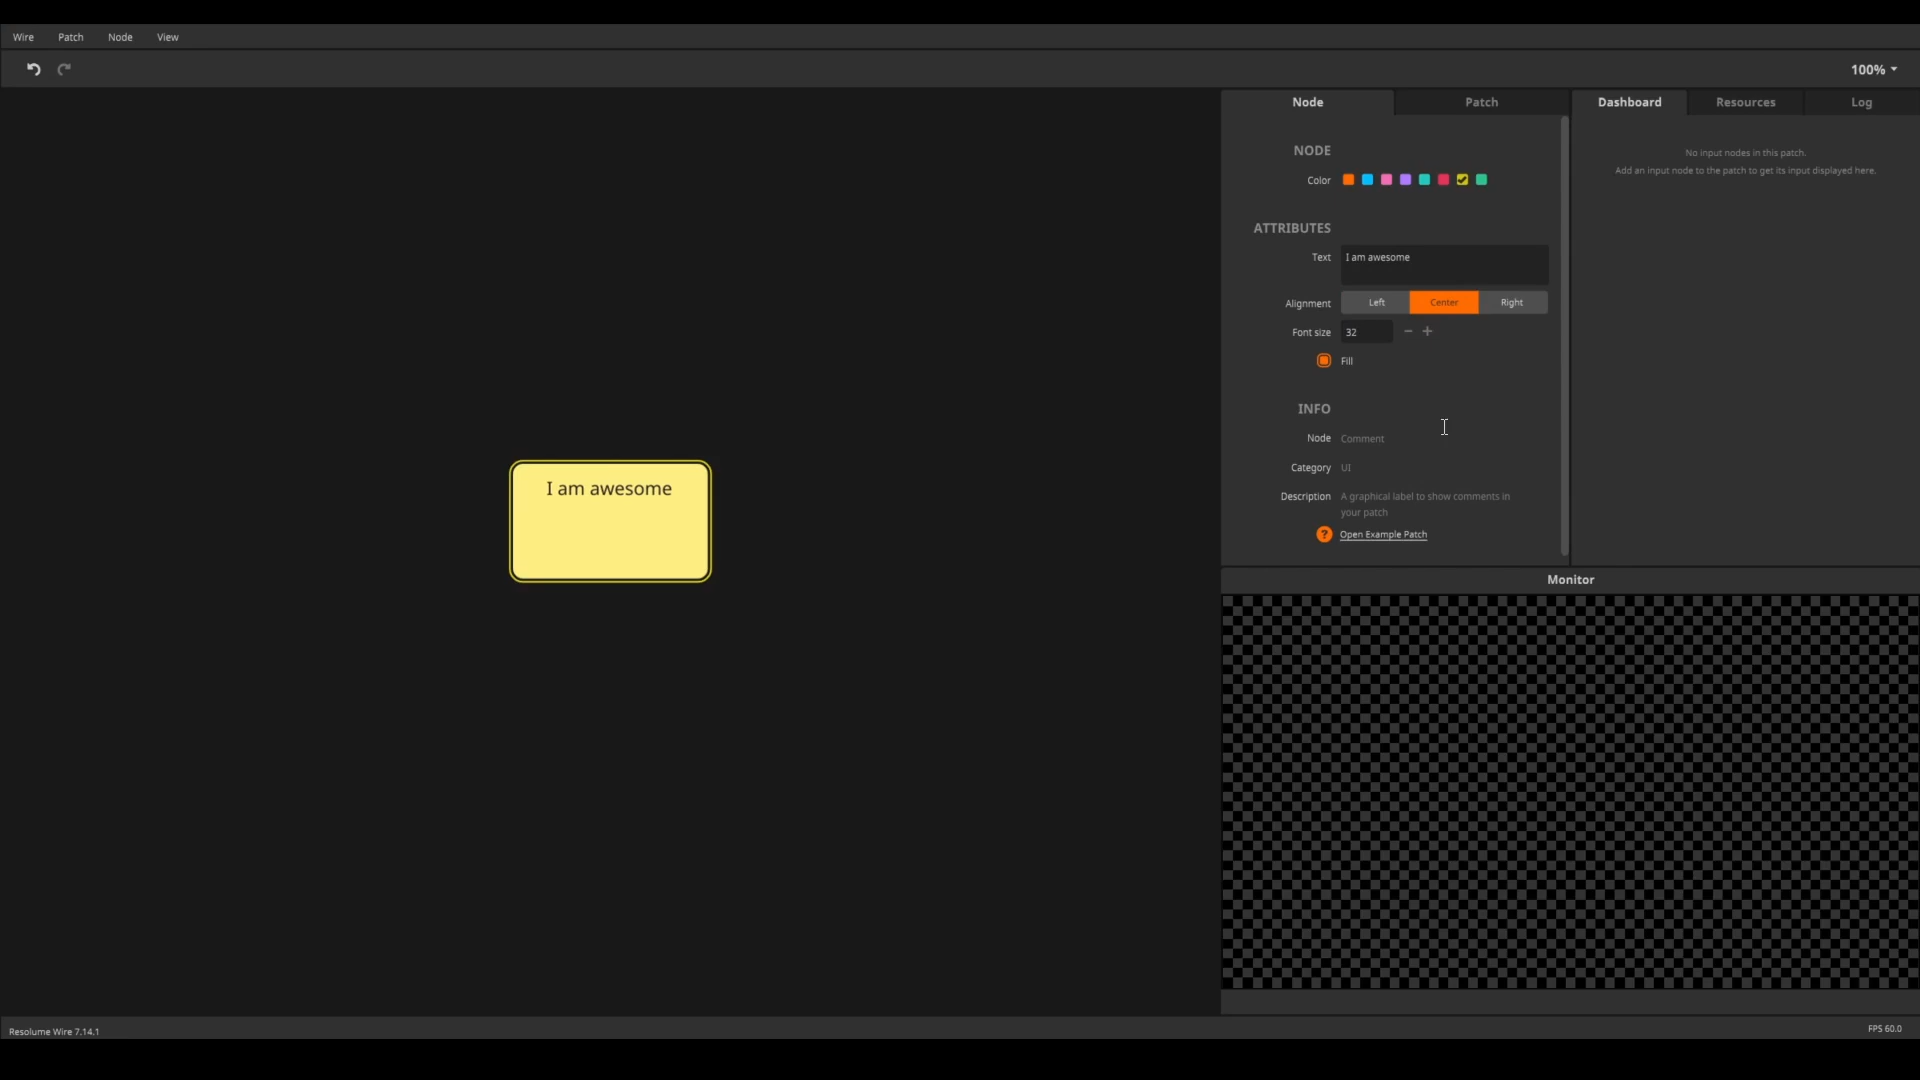 Wire Patch Node View
100%
Node Patch Dashboard Resources Log
NODE
Color
ATTRIBUTES
Text I am awesome
Alignment Left Center Right
Font size 32
Fill
INFO
Node Comment
Category UI
Description A graphical label to show comments in
your patch
? Open Example Patch
No input nodes in this patch.
Add an input node to the patch to get its input displayed here.
I am awesome
Monitor
Resolume Wire 7.14.1
FPS 60.0